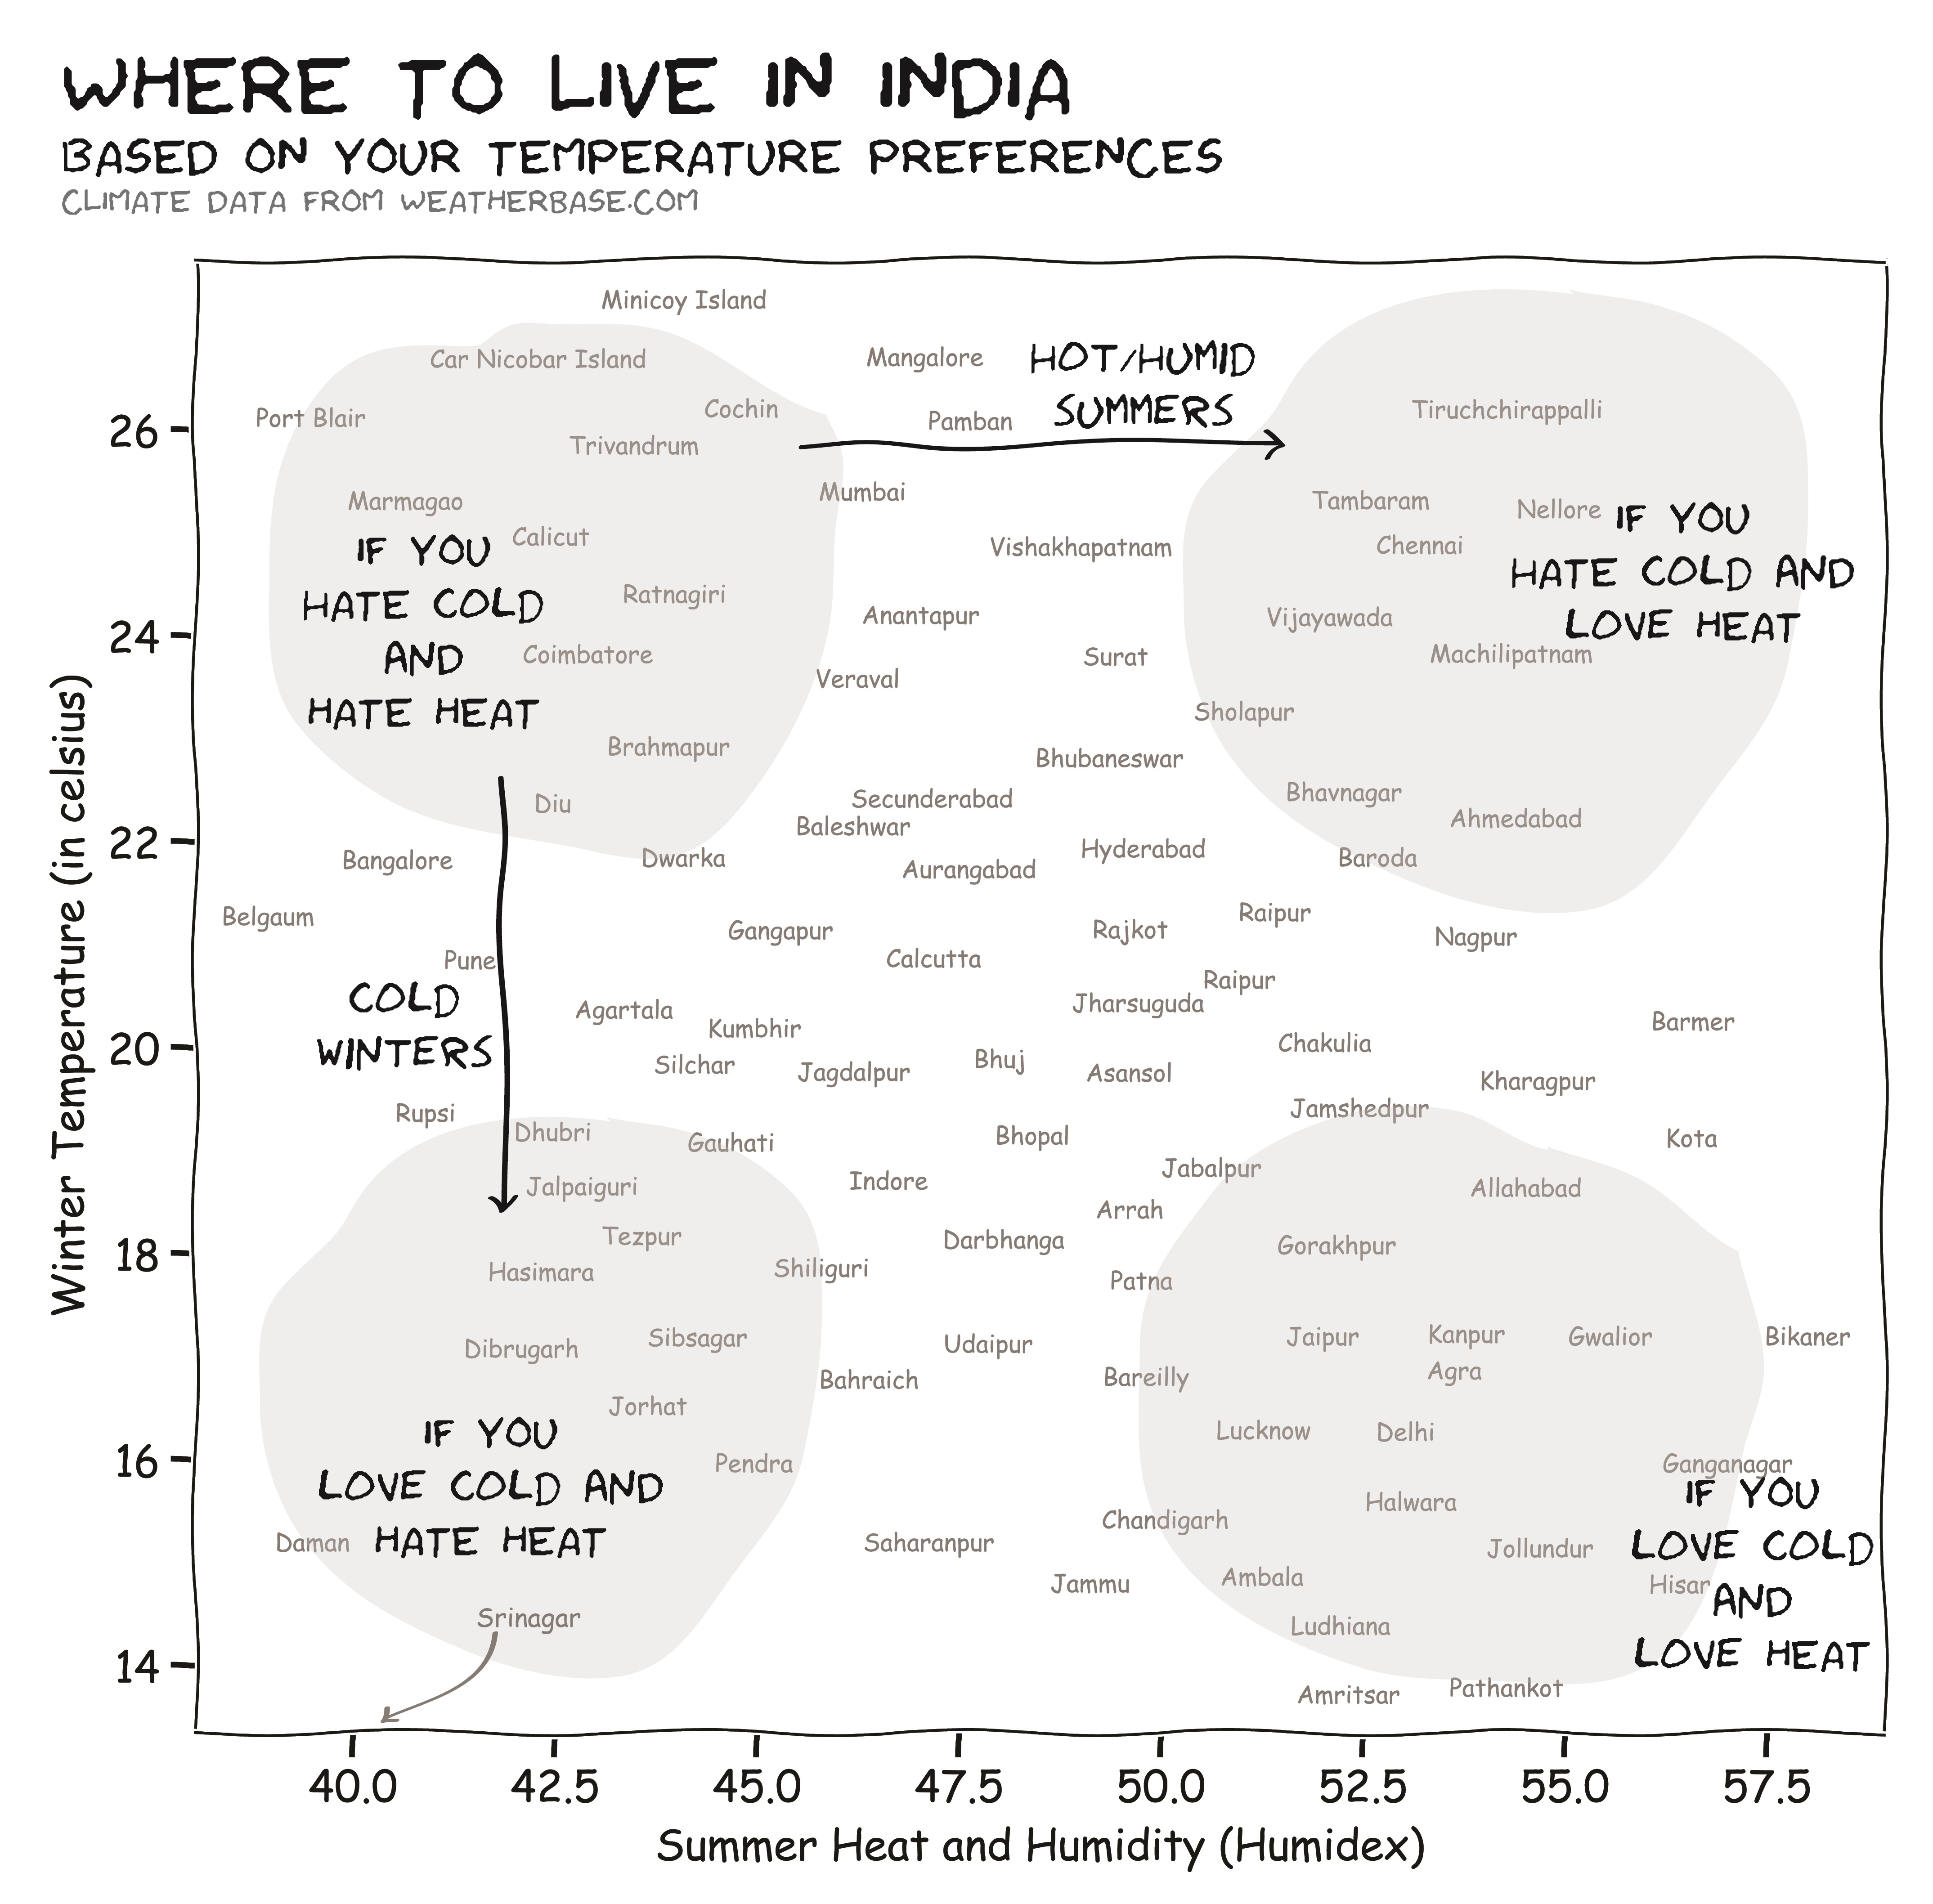 WHERE TO LIVE IN INDIA
BASED ON YOUR TEMPERATURE PREFERENCES
CLIMATE DATA FROM WEATHERBASE.COM
Minicoy Island
Car Nicobar Island
Mangalore
HOT/HUMID
SUMMERS
Port Blair
Cochin
Pamban
Tiruchchirappalli
26
Trivandrum
Marmagao
Mumbai
Tambaram
Nellore
Calicut
Vishakhapatnam
Chennai
IF YOU
HATE COLD
AND
HATE HEAT
IF YOU
HATE COLD AND
LOVE HEAT
Ratnagiri
Anantapur
Vijayawada
24
Coimbatore
Veraval
Surat
Machilipatnam
Sholapur
Brahmapur
Bhubaneswar
Diu
Secunderabad
Bhavnagar
Baleshwar
Ahmedabad
22
Bangalore
Dwarka
Aurangabad
Hyderabad
Baroda
Belgaum
Gangapur
Rajkot
Raipur
Nagpur
Pune
Calcutta
Raipur
COLD
WINTERS
Agartala
Kumbhir
Jharsuguda
Barmer
20
Silchar
Jagdalpur
Bhuj
Asansol
Chakulia
Kharagpur
Rupsi
Dhubri
Gauhati
Bhopal
Jamshedpur
Kota
Jalpaiguri
Indore
Jabalpur
Allahabad
Arrah
Tezpur
Darbhanga
Gorakhpur
18
Hasimara
Shiliguri
Patna
Dibrugarh
Sibsagar
Udaipur
Jaipur
Kanpur
Gwalior
Bikaner
Bahraich
Bareilly
Agra
Jorhat
Lucknow
Delhi
16
Pendra
Ganganagar
IF YOU
LOVE COLD AND
HATE HEAT
IF YOU
LOVE COLD
AND
LOVE HEAT
Halwara
Chandigarh
Daman
Saharanpur
Jollundur
Jammu
Ambala
Hisar
Srinagar
Ludhiana
14
Amritsar
Pathankot
Winter Temperature (in celsius)
40.0 42.5 45.0 47.5 50.0 52.5 55.0 57.5
Summer Heat and Humidity (Humidex)